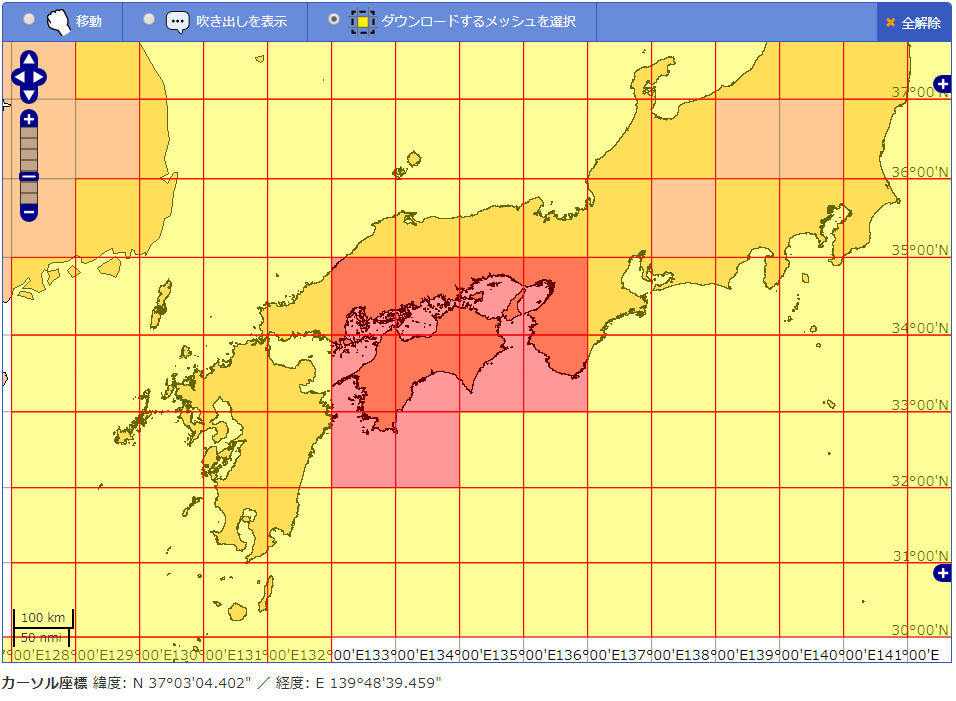 移動 吹き出しを表示 ダウンロードするメッシュを選択 × 全解除
37°00'N
36°00'N
35°00'N
34°00'N
33°00'N
32°00'N
31°00'N
100 km
50 nmi
30°00'N
7°00'E128°00'E129°00'E130°00'E131°00'E132°00'E133°00'E134°00'E135°00'E136°00'E137°00'E138°00'E139°00'E140°00'E141°00'E
カーソル座標 緯度: N 37°03'04.402" ／ 経度: E 139°48'39.459"